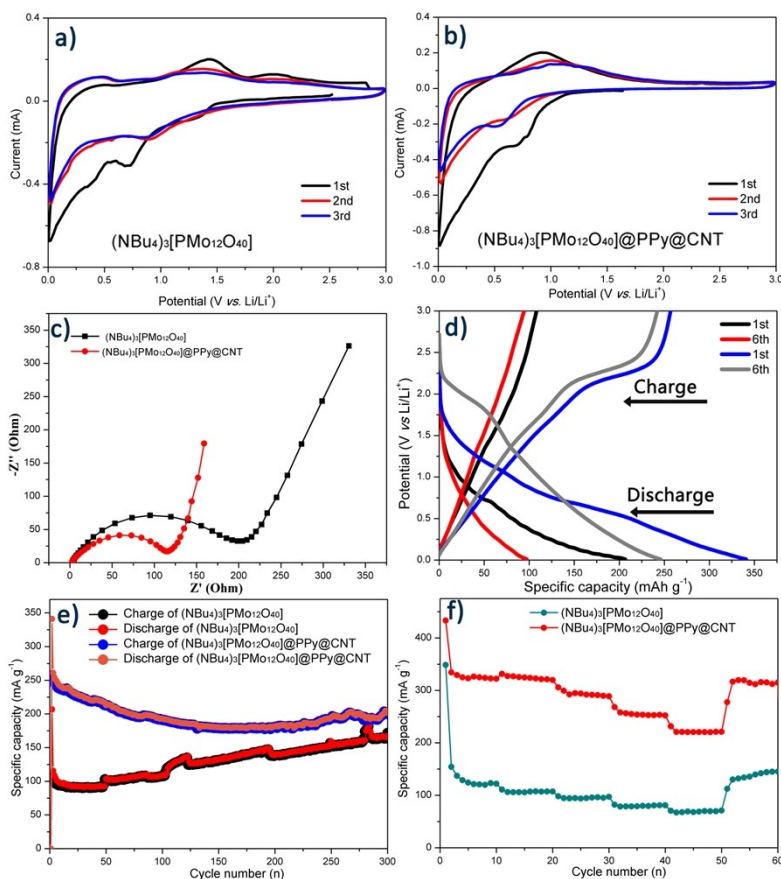 a)
0.4
0.0
-0.4
-0.8
Current (mA)
1st
2nd
3rd
(NBu₄)₃[PMo₁₂O₄₀]
0.0 0.5 1.0 1.5 2.0 2.5 3.0
Potential (V vs. Li/Li⁺)
b)
0.4
0.2
0.0
-0.2
-0.4
-0.6
-0.8
-1.0
Current (mA)
1st
2nd
3rd
(NBu₄)₃[PMo₁₂O₄₀]@PPy@CNT
0.0 0.5 1.0 1.5 2.0 2.5 3.0
Potential (V vs. Li/Li⁺)
c)
350
300
250
200
150
100
50
0
-Z'' (Ohm)
(NBu₄)₃[PMo₁₂O₄₀]
(NBu₄)₃[PMo₁₂O₄₀]@PPy@CNT
0 50 100 150 200 250 300 350
Z' (Ohm)
d)
3.0
2.5
2.0
1.5
1.0
0.5
0.0
Potential (V vs Li/Li⁺)
1st
6th
1st
6th
Charge
Discharge
0 50 100 150 200 250 300 350
Specific capacity (mAh g⁻¹)
e)
350
300
250
200
150
100
50
0
Specific capacity (mA g⁻¹)
Charge of (NBu₄)₃[PMo₁₂O₄₀]
Discharge of (NBu₄)₃[PMo₁₂O₄₀]
Charge of (NBu₄)₃[PMo₁₂O₄₀]@PPy@CNT
Discharge of (NBu₄)₃[PMo₁₂O₄₀]@PPy@CNT
0 50 100 150 200 250 300
Cycle number (n)
f)
400
300
200
100
0
Specific capacity (mA g⁻¹)
(NBu₄)₃[PMo₁₂O₄₀]
(NBu₄)₃[PMo₁₂O₄₀]@PPy@CNT
0 10 20 30 40 50 60
Cycle number (n)